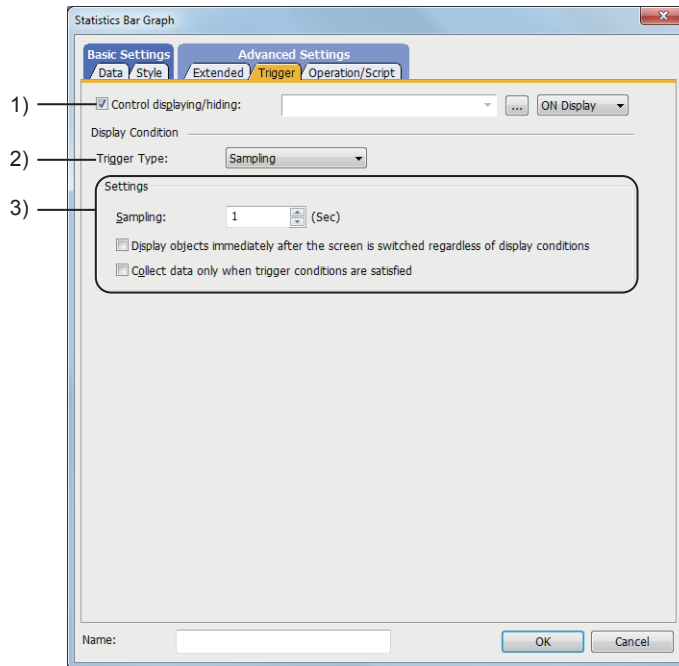 Statistics Bar Graph
x
Basic Settings
Advanced Settings
Data Style Extended Trigger Operation/Script
1) Control displaying/hiding: ... ON Display
Display Condition
2) Trigger Type: Sampling
3) Settings
Sampling: 1 (Sec)
Display objects immediately after the screen is switched regardless of display conditions
Collect data only when trigger conditions are satisfied
Name: OK Cancel